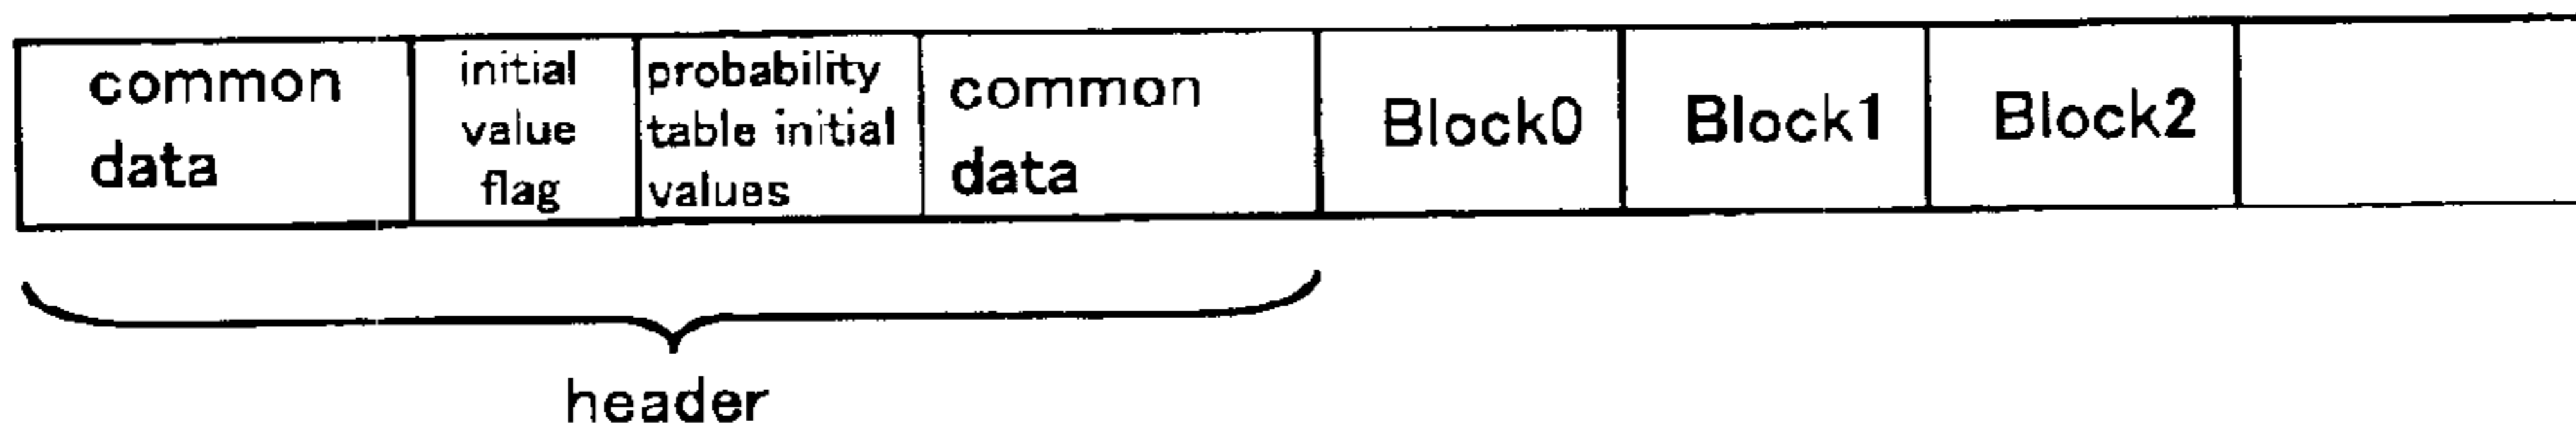 common
data
initial
value
flag
probability
table initial
values
common
data
Block0
Block1
Block2
header